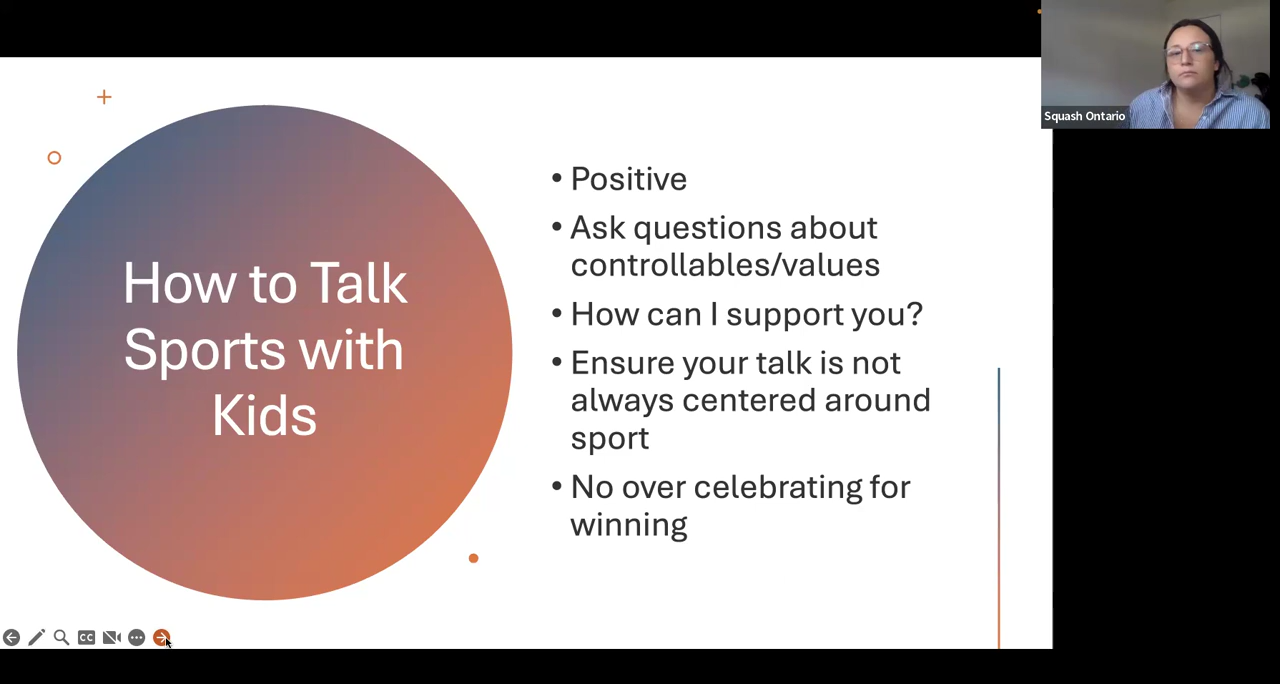 Squash Ontario
How to Talk
Sports with
Kids
• Positive
• Ask questions about
controllables/values
• How can I support you?
• Ensure your talk is not
always centered around
sport
• No over celebrating for
winning
CC